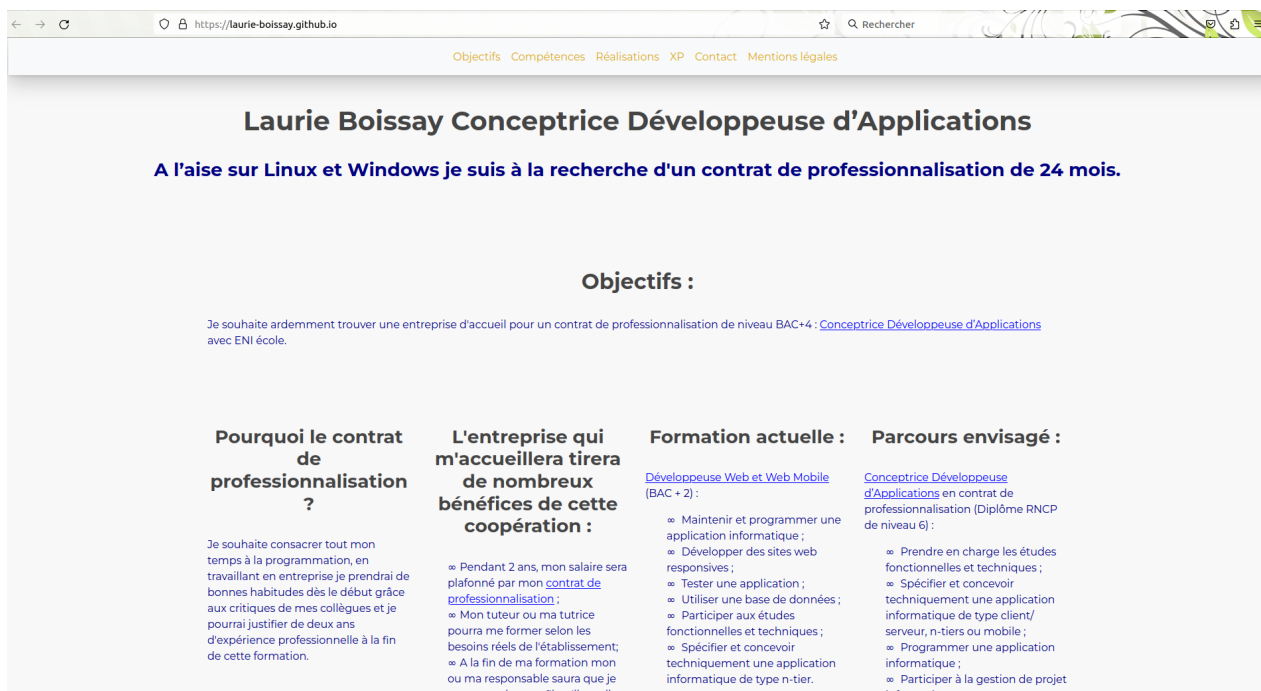 https://laurie-boissay.github.io
Rechercher
Objectifs Compétences Réalisations XP Contact Mentions légales
Laurie Boissay Conceptrice Développeuse d’Applications
A l’aise sur Linux et Windows je suis à la recherche d'un contrat de professionnalisation de 24 mois.
Objectifs :
Je souhaite ardemment trouver une entreprise d'accueil pour un contrat de professionnalisation de niveau BAC+4 : Conceptrice Développeuse d’Applications
avec ENI école.
Pourquoi le contrat
de
professionnalisation
?
Je souhaite consacrer tout mon
temps à la programmation, en
travaillant en entreprise je prendrai de
bonnes habitudes dès le début grâce
aux critiques de mes collègues et je
pourrai justifier de deux ans
d'expérience professionnelle à la fin
de cette formation.
L'entreprise qui
m'accueillera tirera
de nombreux
bénéfices de cette
coopération :
∞ Pendant 2 ans, mon salaire sera
plafonné par mon contrat de
professionnalisation ;
∞ Mon tuteur ou ma tutrice
pourra me former selon les
besoins réels de l'établissement;
∞ A la fin de ma formation mon
ou ma responsable saura que je
Formation actuelle :
Développeuse Web et Web Mobile
(BAC + 2) :
∞ Maintenir et programmer une
application informatique ;
∞ Développer des sites web
responsives ;
∞ Tester une application ;
∞ Utiliser une base de données ;
∞ Participer aux études
fonctionnelles et techniques ;
∞ Spécifier et concevoir
techniquement une application
informatique de type n-tier.
Parcours envisagé :
Conceptrice Développeuse
d’Applications en contrat de
professionnalisation (Diplôme RNCP
de niveau 6) :
∞ Prendre en charge les études
fonctionnelles et techniques ;
∞ Spécifier et concevoir
techniquement une application
informatique de type client/
serveur, n-tiers ou mobile ;
∞ Programmer une application
informatique ;
∞ Participer à la gestion de projet